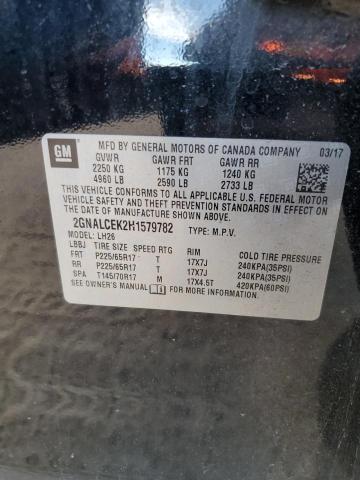 GM
MFD BY GENERAL MOTORS OF CANADA COMPANY 03/17
GVWR GAWR FRT GAWR RR
2250 KG 1175 KG 1240 KG
4960 LB 2590 LB 2733 LB
THIS VEHICLE CONFORMS TO ALL APPLICABLE U.S. FEDERAL MOTOR
VEHICLE SAFETY, BUMPER, AND THEFT PREVENTION STANDARDS
IN EFFECT ON THE DATE OF MANUFACTURE SHOWN ABOVE.
2GNALCEK2H1579782 TYPE: M.P.V.
MODEL: LH26
LBBJ TIRE SIZE SPEED RTG RIM COLD TIRE PRESSURE
FRT P225/65R17 T 17X7J 240KPA(35PSI)
RR P225/65R17 T 17X7J 240KPA(35PSI)
SPA T145/70R17 M 17X4.5T 420KPA(60PSI)
SEE OWNER'S MANUAL FOR MORE INFORMATION.